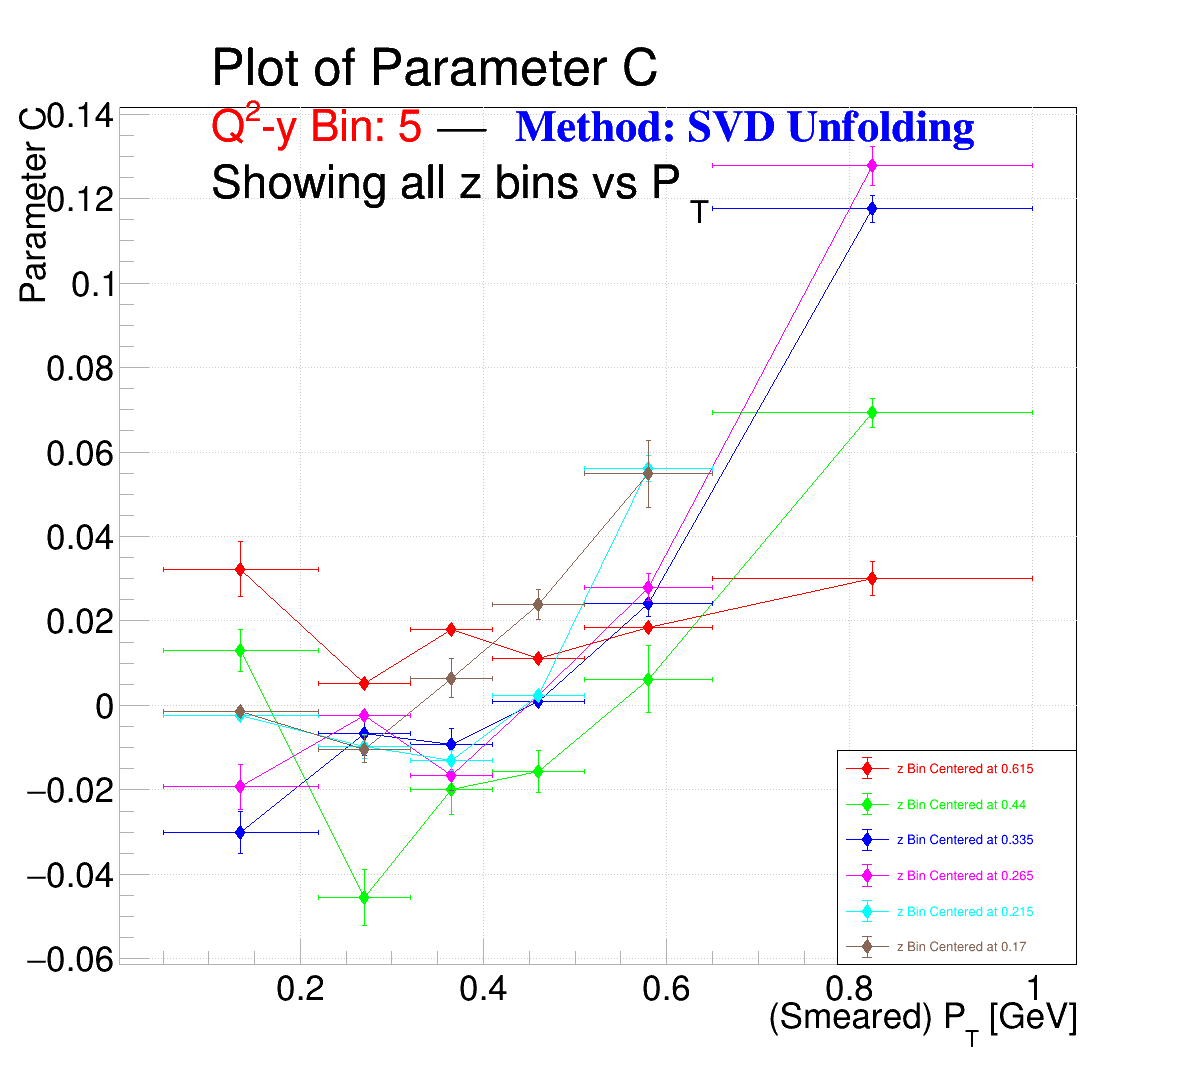 Plot of Parameter C
Q²-y Bin: 5 — Method: SVD Unfolding
Showing all z bins vs P_T
Parameter C
0.14
0.12
0.1
0.08
0.06
0.04
0.02
0
−0.02
−0.04
−0.06
z Bin Centered at 0.615
z Bin Centered at 0.44
z Bin Centered at 0.335
z Bin Centered at 0.265
z Bin Centered at 0.215
z Bin Centered at 0.17
0.2 0.4 0.6 0.8 1
(Smeared) P_T [GeV]